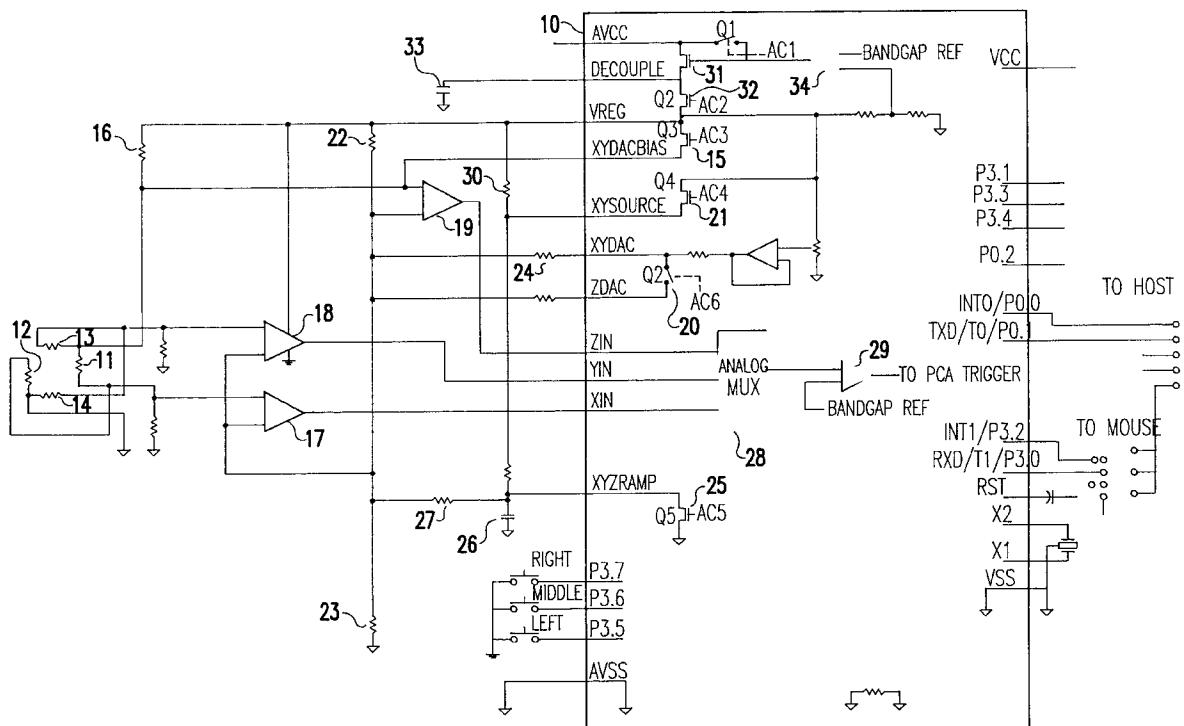 10
AVCC
Q1
AC1
BANDGAP REF
VCC
33
DECOUPLE
31
34
32
Q2
AC2
16
22
VREG
Q3
AC3
15
XYDACBIAS
30
Q4
AC4
21
P3.1
P3.3
P3.4
19
XYSOURCE
XYDAC
24
P0.2
Q2
AC6
20
ZDAC
TO HOST
INT0/P0.0
TXD/T0/P0.1
18
12
13
11
14
ZIN
YIN
XIN
ANALOG
MUX
29
TO PCA TRIGGER
BANDGAP REF
17
28
TO MOUSE
INT1/P3.2
RXD/T1/P3.0
RST
XYZRAMP
25
Q5
AC5
27
26
X2
X1
VSS
RIGHT
P3.7
MIDDLE
P3.6
LEFT
P3.5
23
AVSS